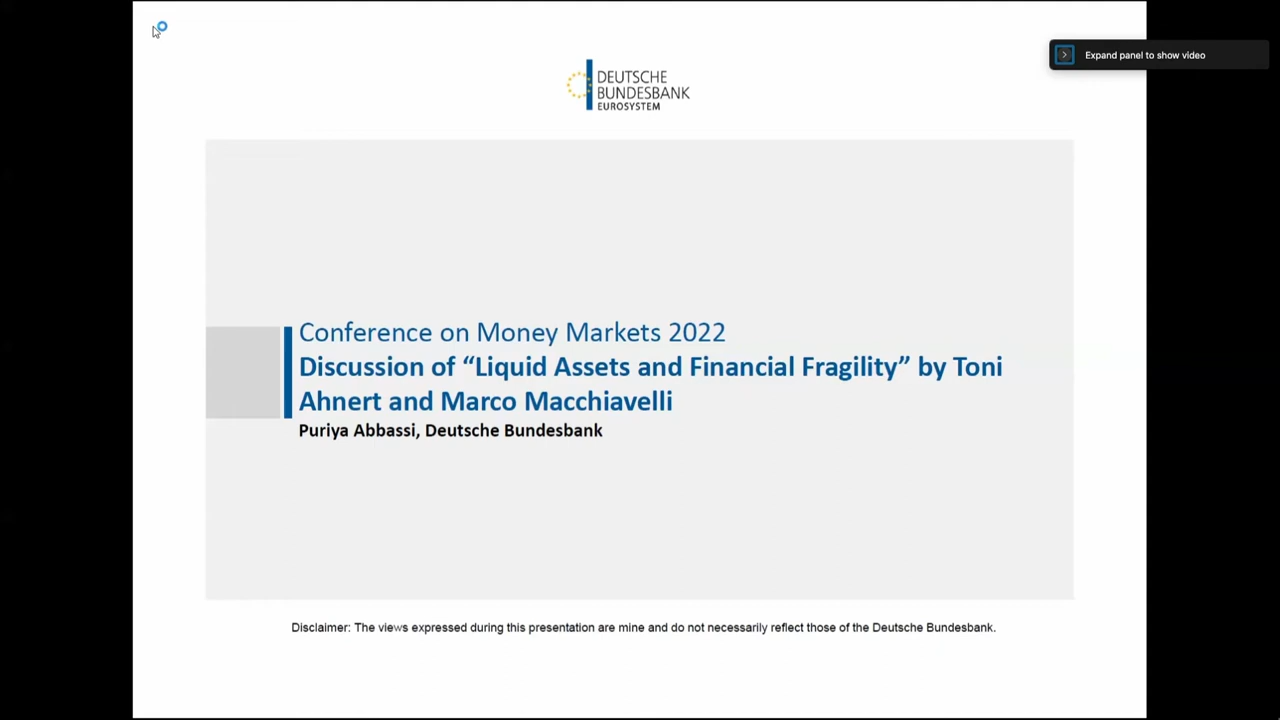 Expand panel to show video
DEUTSCHE
BUNDESBANK
EUROSYSTEM
Conference on Money Markets 2022
Discussion of “Liquid Assets and Financial Fragility” by Toni
Ahnert and Marco Macchiavelli
Puriya Abbassi, Deutsche Bundesbank
Disclaimer: The views expressed during this presentation are mine and do not necessarily reflect those of the Deutsche Bundesbank.